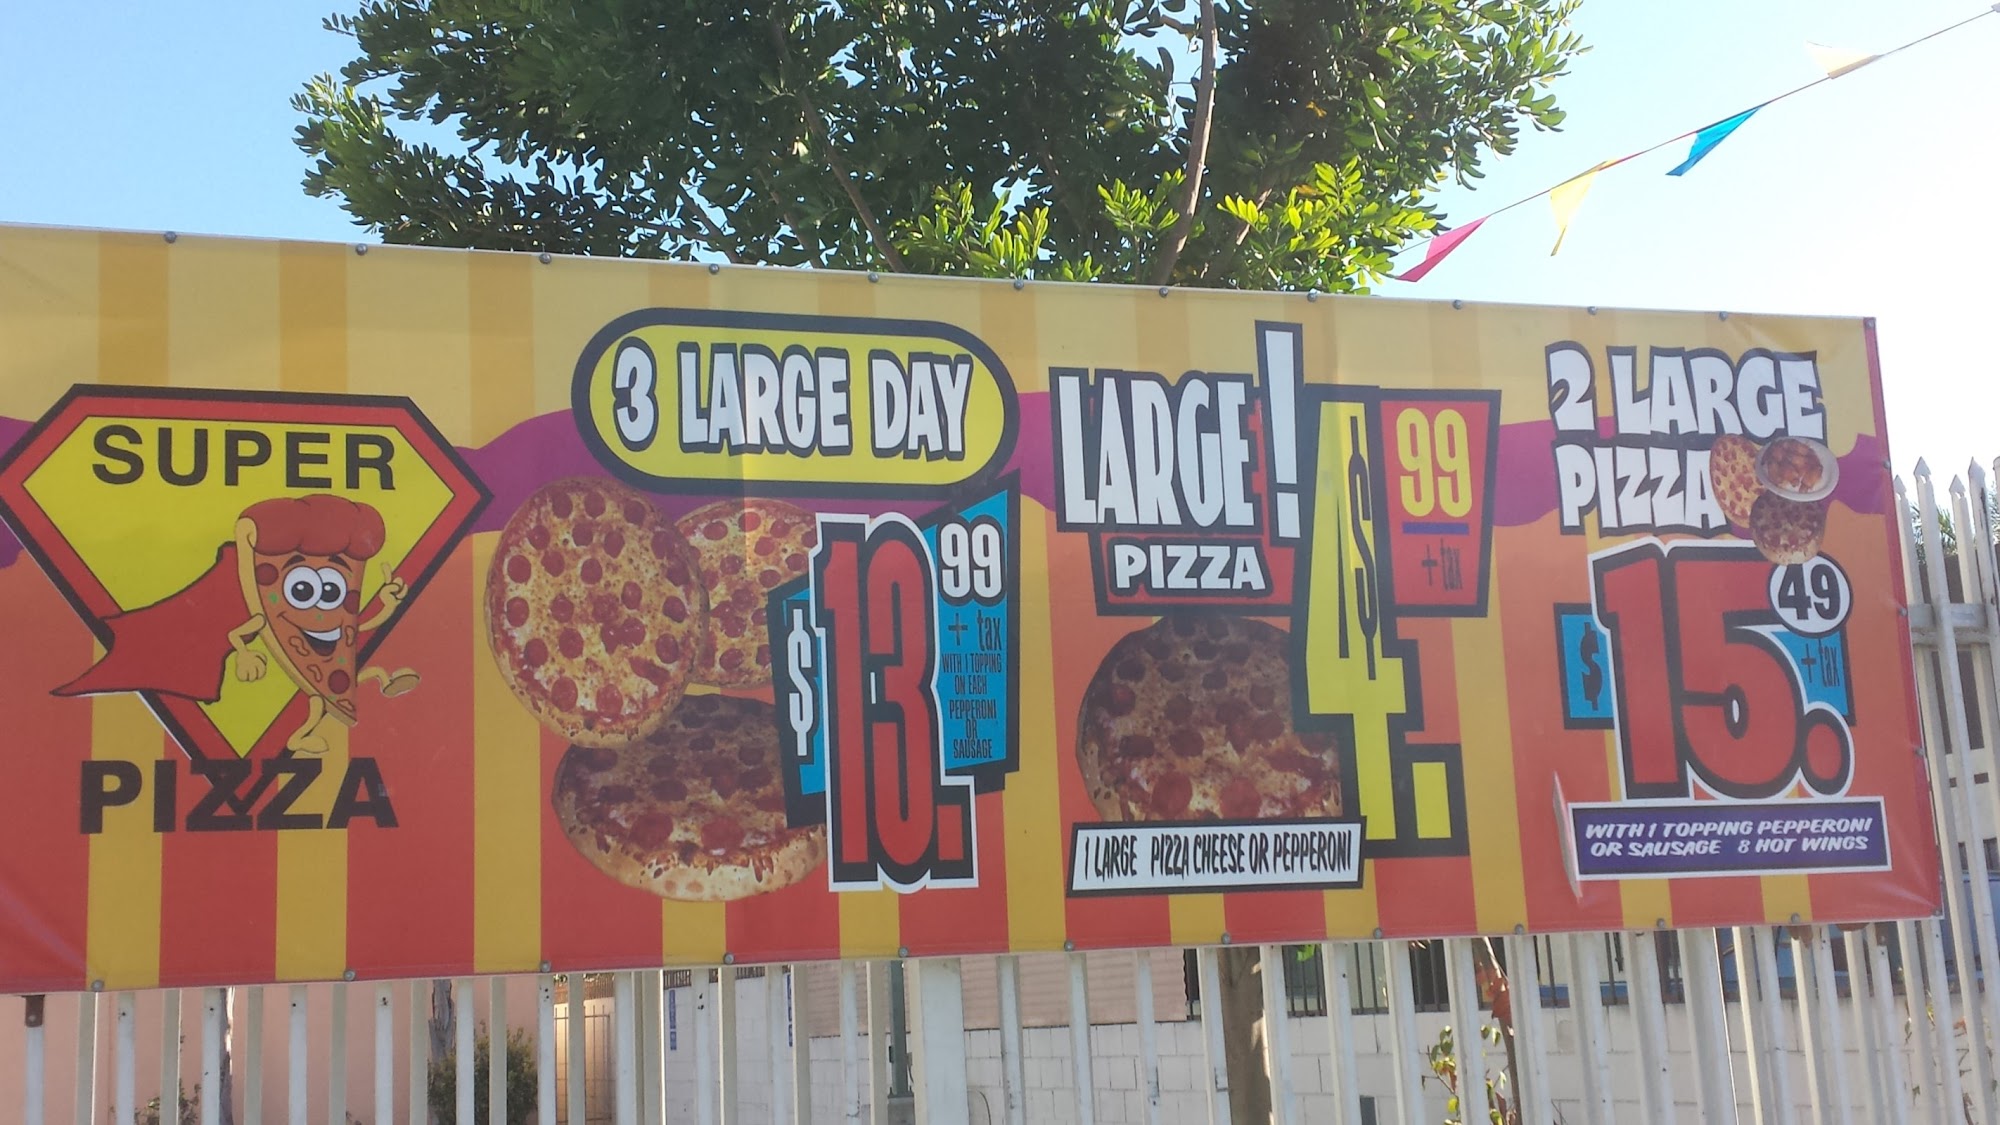 SUPER
PIZZA
3 LARGE DAY
$13.99
+ tax
WITH 1 TOPPING
ON EACH
PEPPERONI
OR
SAUSAGE
LARGE!
PIZZA
$4.99
+ tax
1 LARGE PIZZA CHEESE OR PEPPERONI
2 LARGE
PIZZA
$15.49
+ tax
WITH 1 TOPPING PEPPERONI
OR SAUSAGE 8 HOT WINGS